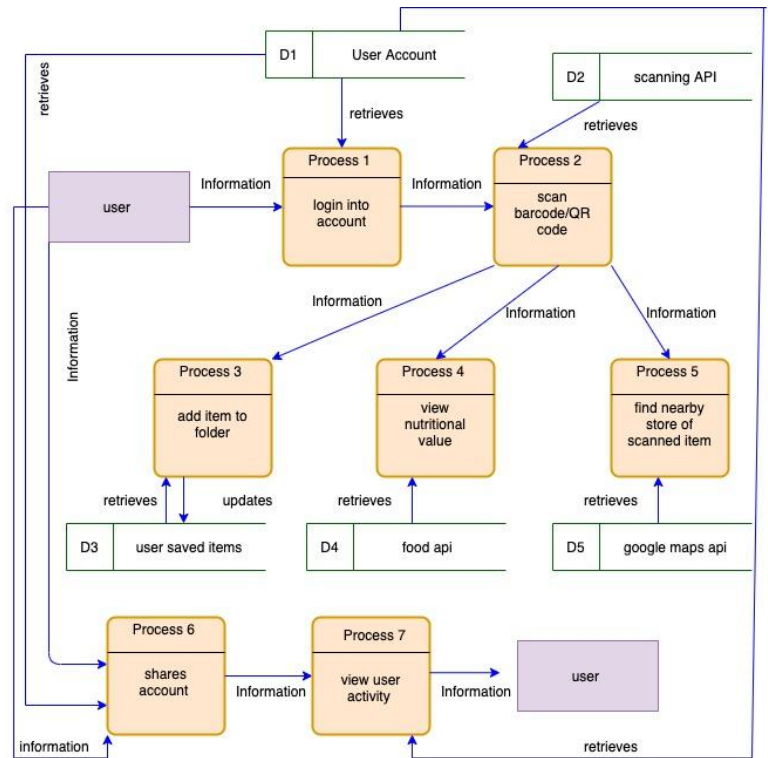 D1
User Account
D2
scanning API
retrieves
retrieves
retrieves
Process 1
login into
account
Process 2
scan
barcode/QR
code
user
Information
Information
Information
Information
Information
Information
Process 3
add item to
folder
Process 4
view
nutritional
value
Process 5
find nearby
store of
scanned item
retrieves
updates
retrieves
retrieves
D3
user saved items
D4
food api
D5
google maps api
Process 6
shares
account
Process 7
view user
activity
user
Information
Information
information
retrieves